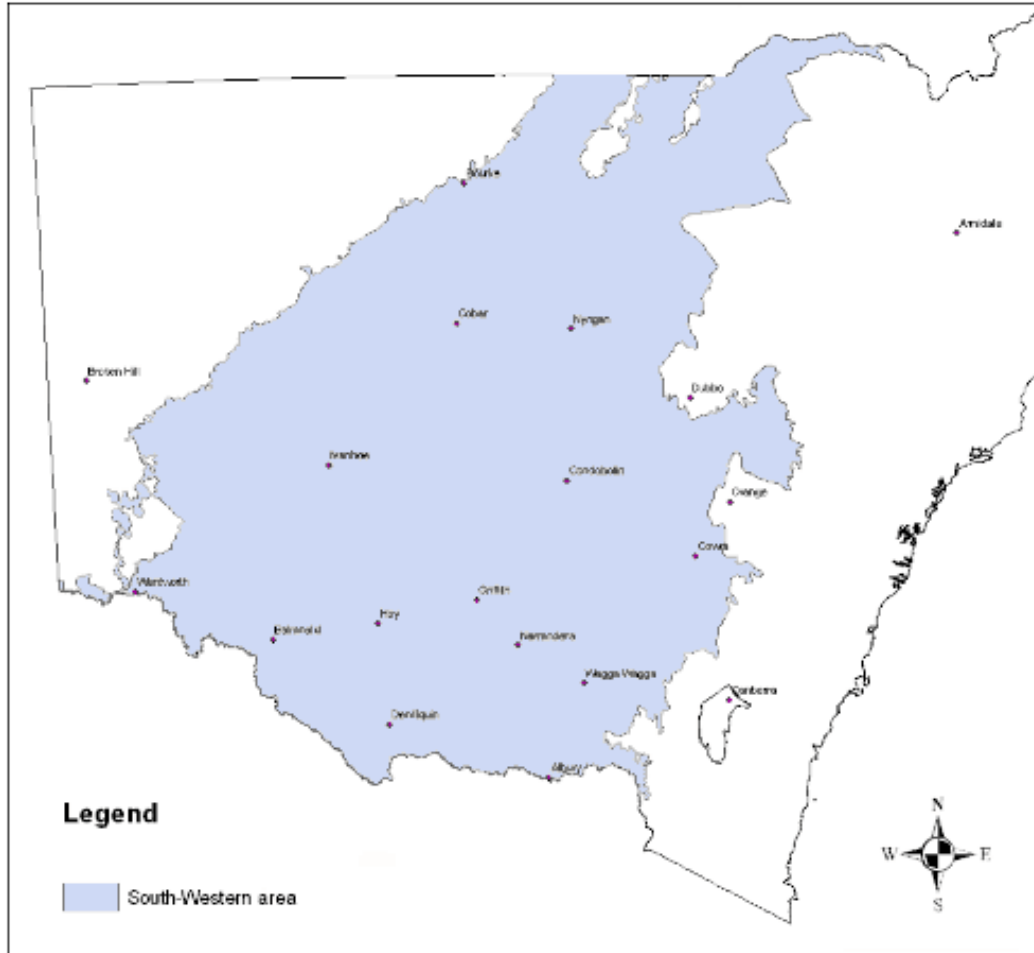 Bourke
Armidale
Cobar
Nyngan
Broken Hill
Dubbo
Ivanhoe
Condobolin
Orange
Cowra
Wentworth
Griffith
Hay
Balranald
Narrandera
Wagga Wagga
Canberra
Deniliquin
Albury
Legend
N
W E
S
South-Western area